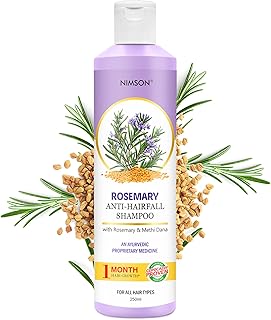 NIMSON
ROSEMARY
ANTI-HAIRFALL
SHAMPOO
with Rosemary & Methi Dana
AN AYURVEDIC
PROPRIETARY MEDICINE
1 MONTH
FOR ALL HAIR TYPES
250ml